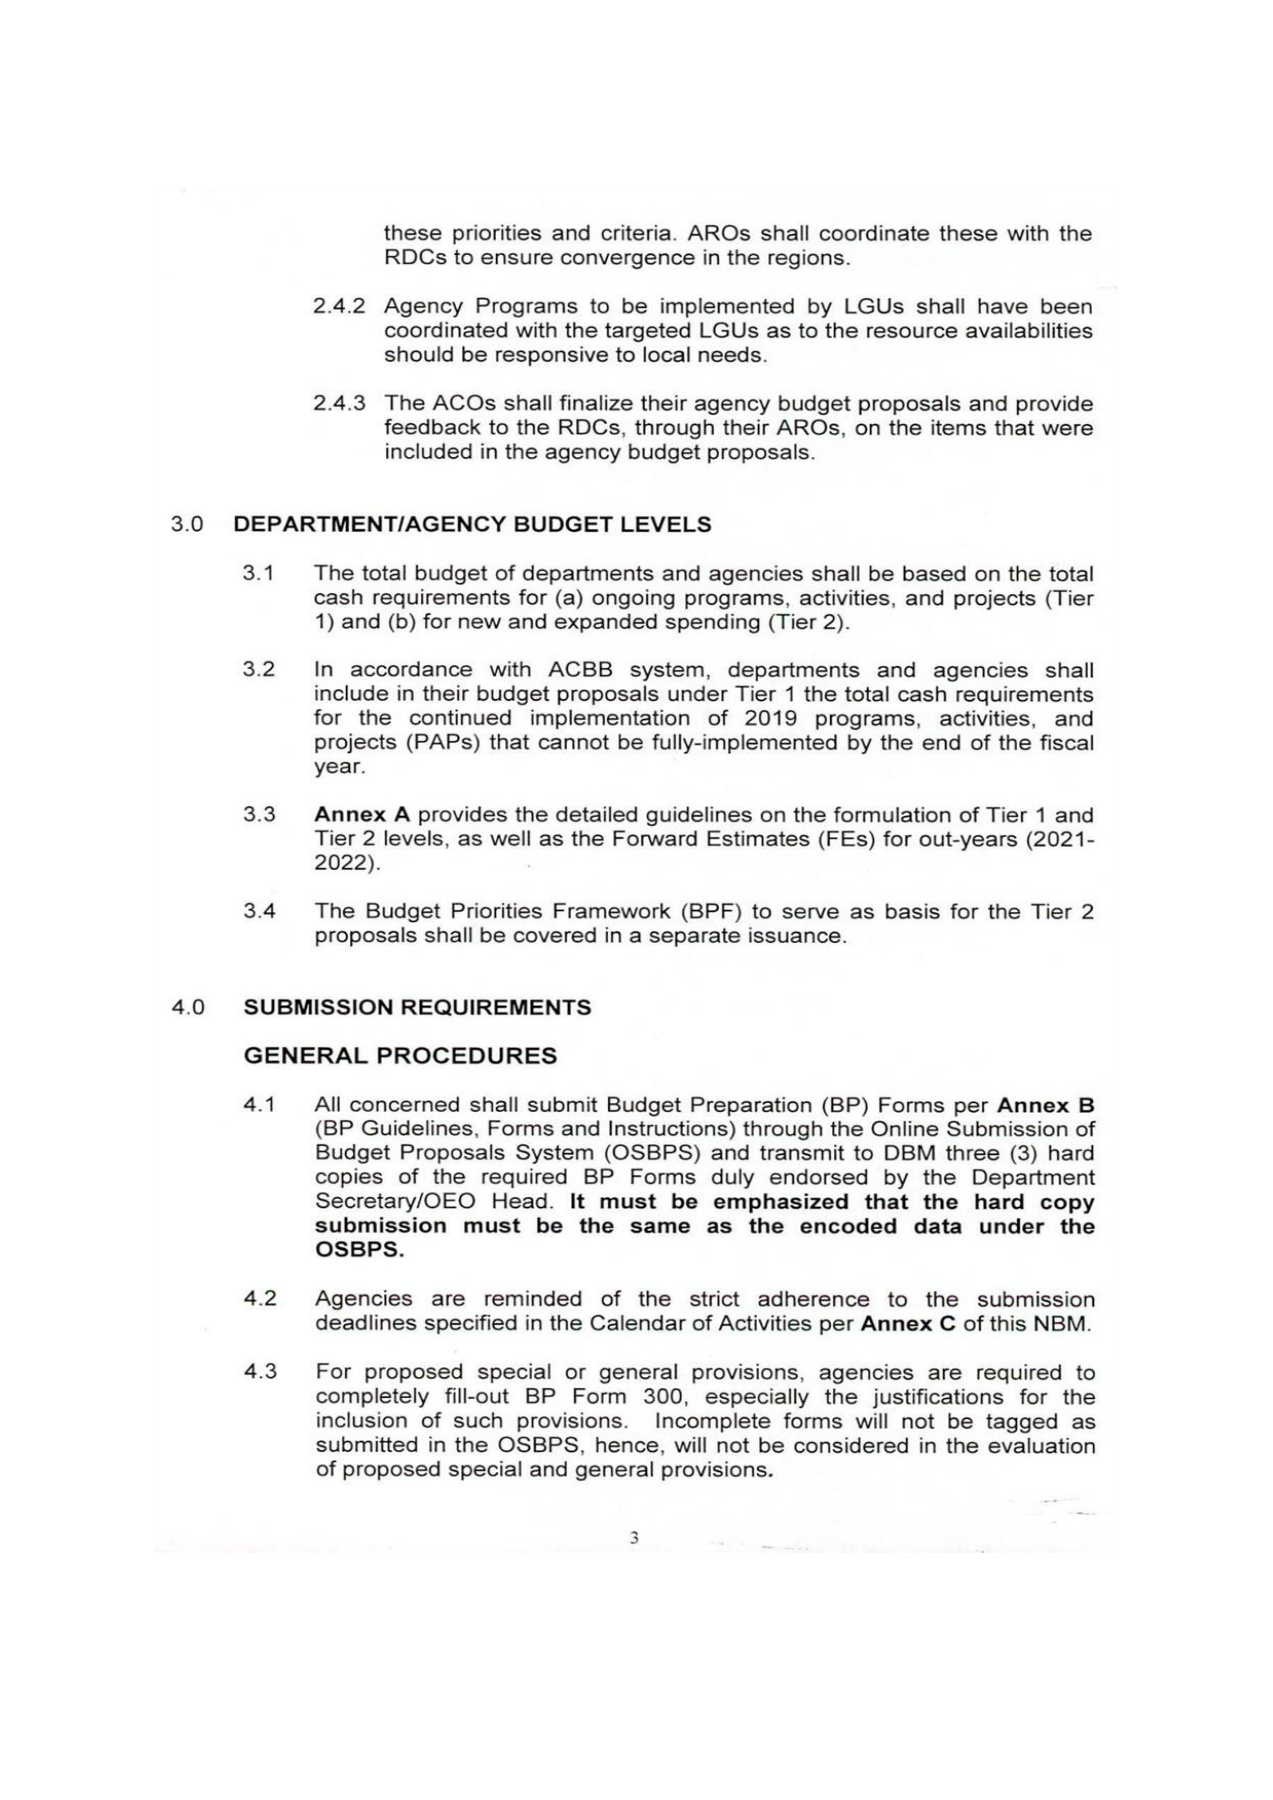 these priorities and criteria. AROs shall coordinate these with the
RDCs to ensure convergence in the regions.
2.4.2 Agency Programs to be implemented by LGUs shall have been
coordinated with the targeted LGUs as to the resource availabilities
should be responsive to local needs.
2.4.3 The ACOs shall finalize their agency budget proposals and provide
feedback to the RDCs, through their AROs, on the items that were
included in the agency budget proposals.
3.0 DEPARTMENT/AGENCY BUDGET LEVELS
3.1 The total budget of departments and agencies shall be based on the total
cash requirements for (a) ongoing programs, activities, and projects (Tier
1) and (b) for new and expanded spending (Tier 2).
3.2 In accordance with ACBB system, departments and agencies shall
include in their budget proposals under Tier 1 the total cash requirements
for the continued implementation of 2019 programs, activities, and
projects (PAPs) that cannot be fully-implemented by the end of the fiscal
year.
3.3 Annex A provides the detailed guidelines on the formulation of Tier 1 and
Tier 2 levels, as well as the Forward Estimates (FEs) for out-years (2021-
2022).
3.4 The Budget Priorities Framework (BPF) to serve as basis for the Tier 2
proposals shall be covered in a separate issuance.
4.0 SUBMISSION REQUIREMENTS
GENERAL PROCEDURES
4.1 All concerned shall submit Budget Preparation (BP) Forms per Annex B
(BP Guidelines, Forms and Instructions) through the Online Submission of
Budget Proposals System (OSBPS) and transmit to DBM three (3) hard
copies of the required BP Forms duly endorsed by the Department
Secretary/OEO Head. It must be emphasized that the hard copy
submission must be the same as the encoded data under the
OSBPS.
4.2 Agencies are reminded of the strict adherence to the submission
deadlines specified in the Calendar of Activities per Annex C of this NBM.
4.3 For proposed special or general provisions, agencies are required to
completely fill-out BP Form 300, especially the justifications for the
inclusion of such provisions. Incomplete forms will not be tagged as
submitted in the OSBPS, hence, will not be considered in the evaluation
of proposed special and general provisions.
3